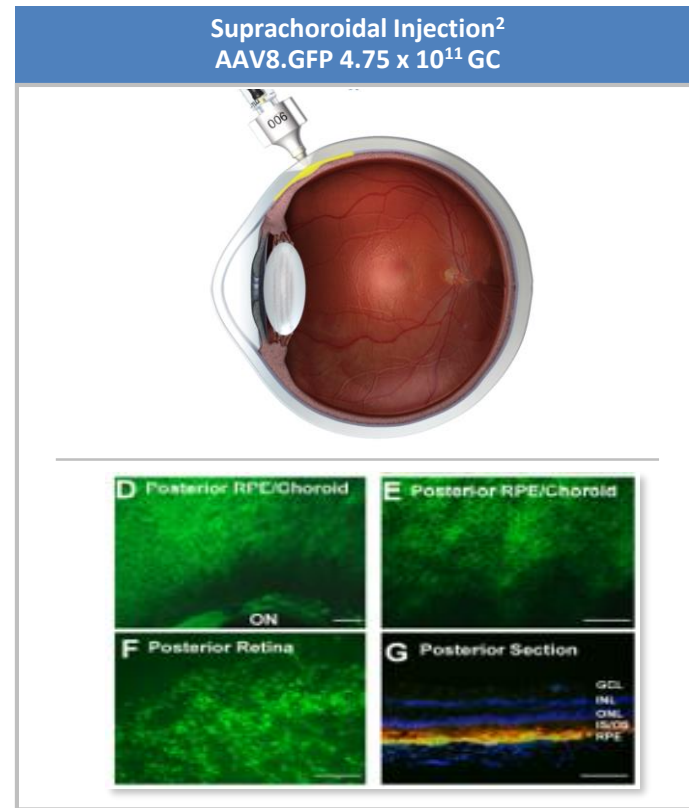 Suprachoroidal Injection²
AAV8.GFP 4.75 x 10¹¹ GC
006
D Posterior RPE/Choroid
ON
E Posterior RPE/Choroid
F Posterior Retina
G Posterior Section
GCL
INL
ONL
IS/OS
RPE